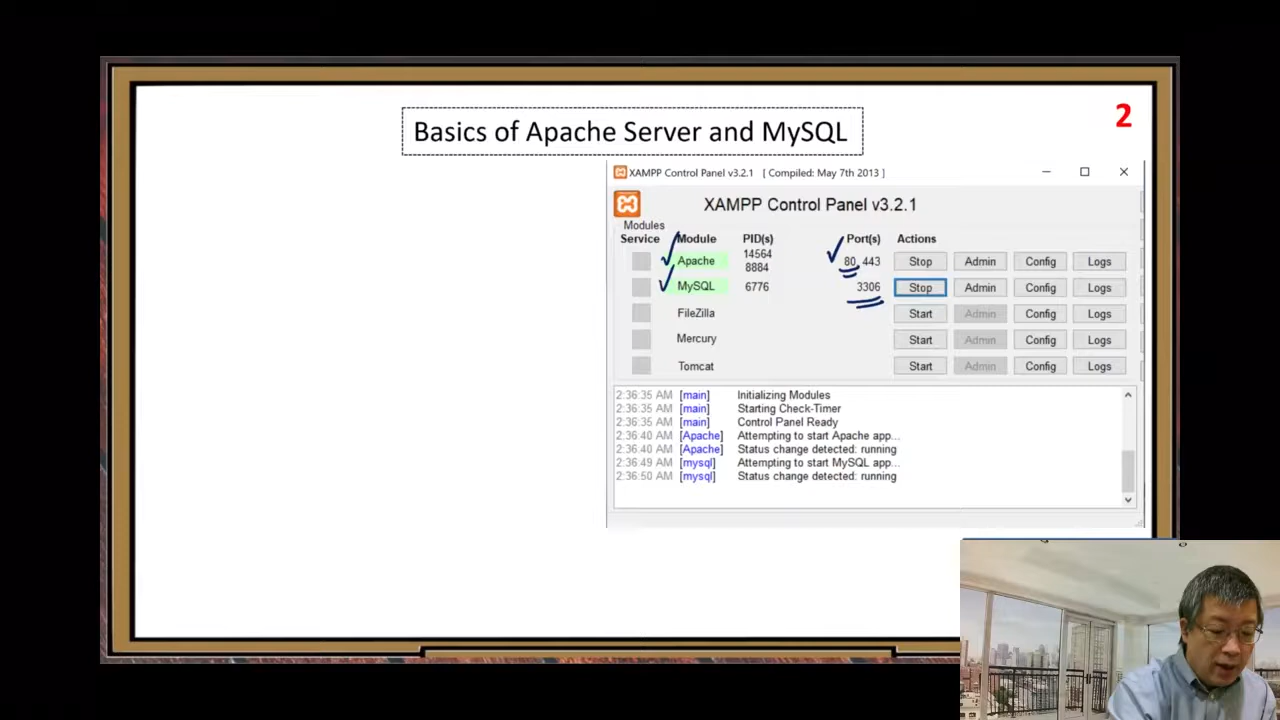 Basics of Apache Server and MySQL
2
XAMPP Control Panel v3.2.1 [ Compiled: May 7th 2013 ]
XAMPP Control Panel v3.2.1
Modules
Service Module PID(s) Port(s) Actions
Apache 14564 8884 80, 443 Stop Admin Config Logs
MySQL 6776 3306 Stop Admin Config Logs
FileZilla Start Admin Config Logs
Mercury Start Admin Config Logs
Tomcat Start Admin Config Logs
2:36:35 AM [main] Initializing Modules
2:36:35 AM [main] Starting Check-Timer
2:36:35 AM [main] Control Panel Ready
2:36:40 AM [Apache] Attempting to start Apache app...
2:36:40 AM [Apache] Status change detected: running
2:36:49 AM [mysql] Attempting to start MySQL app...
2:36:50 AM [mysql] Status change detected: running